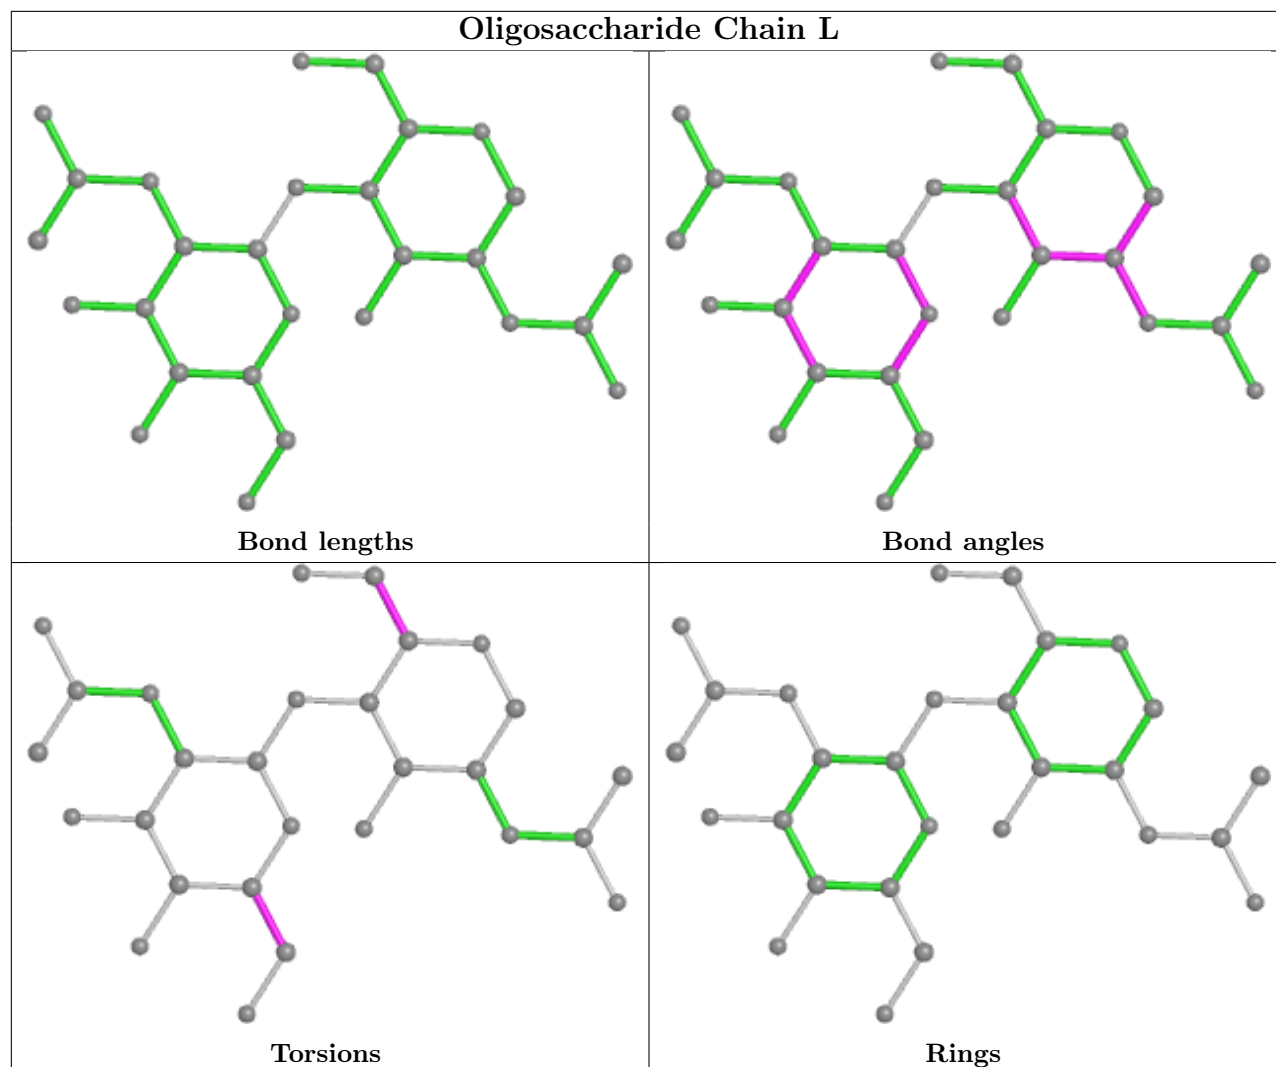 Oligosaccharide Chain L
Bond lengths
Bond angles
Torsions
Rings